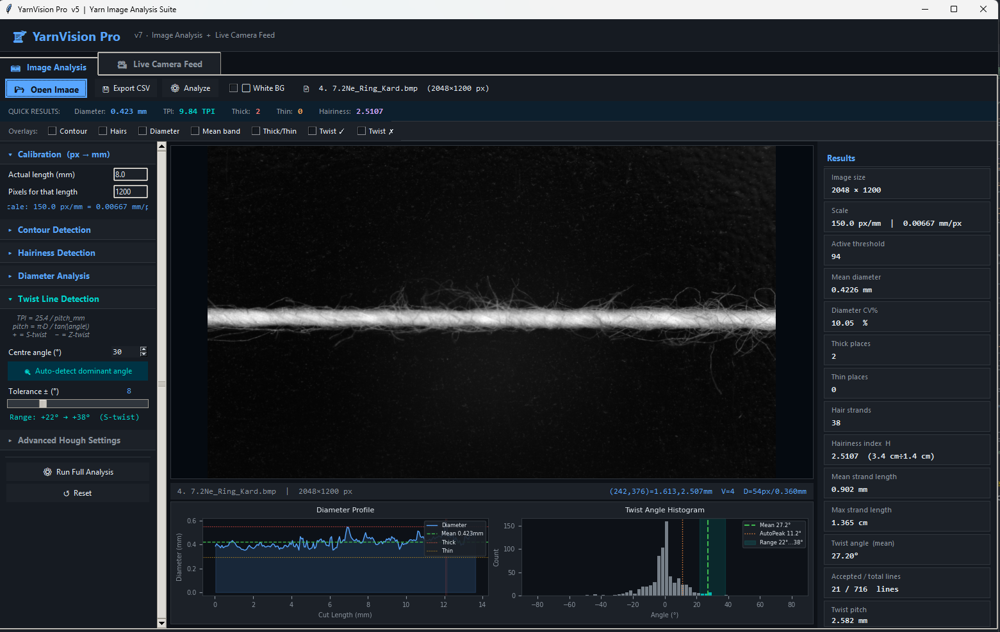 YarnVision Pro v5 | Yarn Image Analysis Suite
YarnVision Pro v7 · Image Analysis + Live Camera Feed
Image Analysis Live Camera Feed
Open Image Export CSV Analyze White BG 4. 7.2Ne_Ring_Kard.bmp (2048×1200 px)
QUICK RESULTS: Diameter: 0.423 mm TPI: 9.84 TPI Thick: 2 Thin: 0 Hairiness: 2.5107
Overlays: Contour Hairs Diameter Mean band Thick/Thin Twist ✓ Twist ✗
▾ Calibration (px → mm)
Actual length (mm) 8.0
Pixels for that length 1200
cale: 150.0 px/mm = 0.00667 mm/p
▸ Contour Detection
▸ Hairiness Detection
▸ Diameter Analysis
▾ Twist Line Detection
TPI = 25.4 / pitch_mm
pitch = π·D / tan(|angle|)
+ = S-twist − = Z-twist
Centre angle (°) 30
Auto-detect dominant angle
Tolerance ± (°) 8
Range: +22° → +38° (S-twist)
▸ Advanced Hough Settings
Run Full Analysis
↺ Reset
4. 7.2Ne_Ring_Kard.bmp | 2048×1200 px (242,376)=1.613,2.507mm V=4 D=54px/0.360mm
Diameter Profile
Diameter (mm)
0.6
0.4
0.2
0.0
0 2 4 6 8 10 12 14
Cut Length (mm)
Diameter
Mean 0.423mm
Thick
Thin
Twist Angle Histogram
Count
150
100
50
0
−80 −60 −40 −20 0 20 40 60 80
Angle (°)
Mean 27.2°
AutoPeak 11.2°
Range 22°…38°
Results
Image size
2048 × 1200
Scale
150.0 px/mm | 0.00667 mm/px
Active threshold
94
Mean diameter
0.4226 mm
Diameter CV%
10.05 %
Thick places
2
Thin places
0
Hair strands
38
Hairiness index H
2.5107 (3.4 cm÷1.4 cm)
Mean strand length
0.902 mm
Max strand length
1.365 cm
Twist angle (mean)
27.20°
Accepted / total lines
21 / 716 lines
Twist pitch
2.582 mm